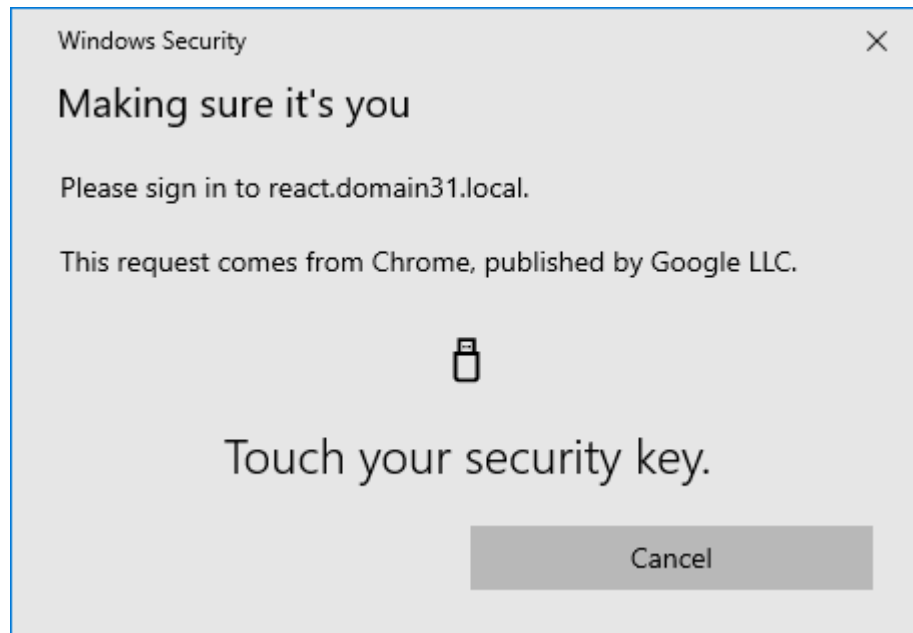 Windows Security
Making sure it's you
Please sign in to react.domain31.local.
This request comes from Chrome, published by Google LLC.
Touch your security key.
Cancel